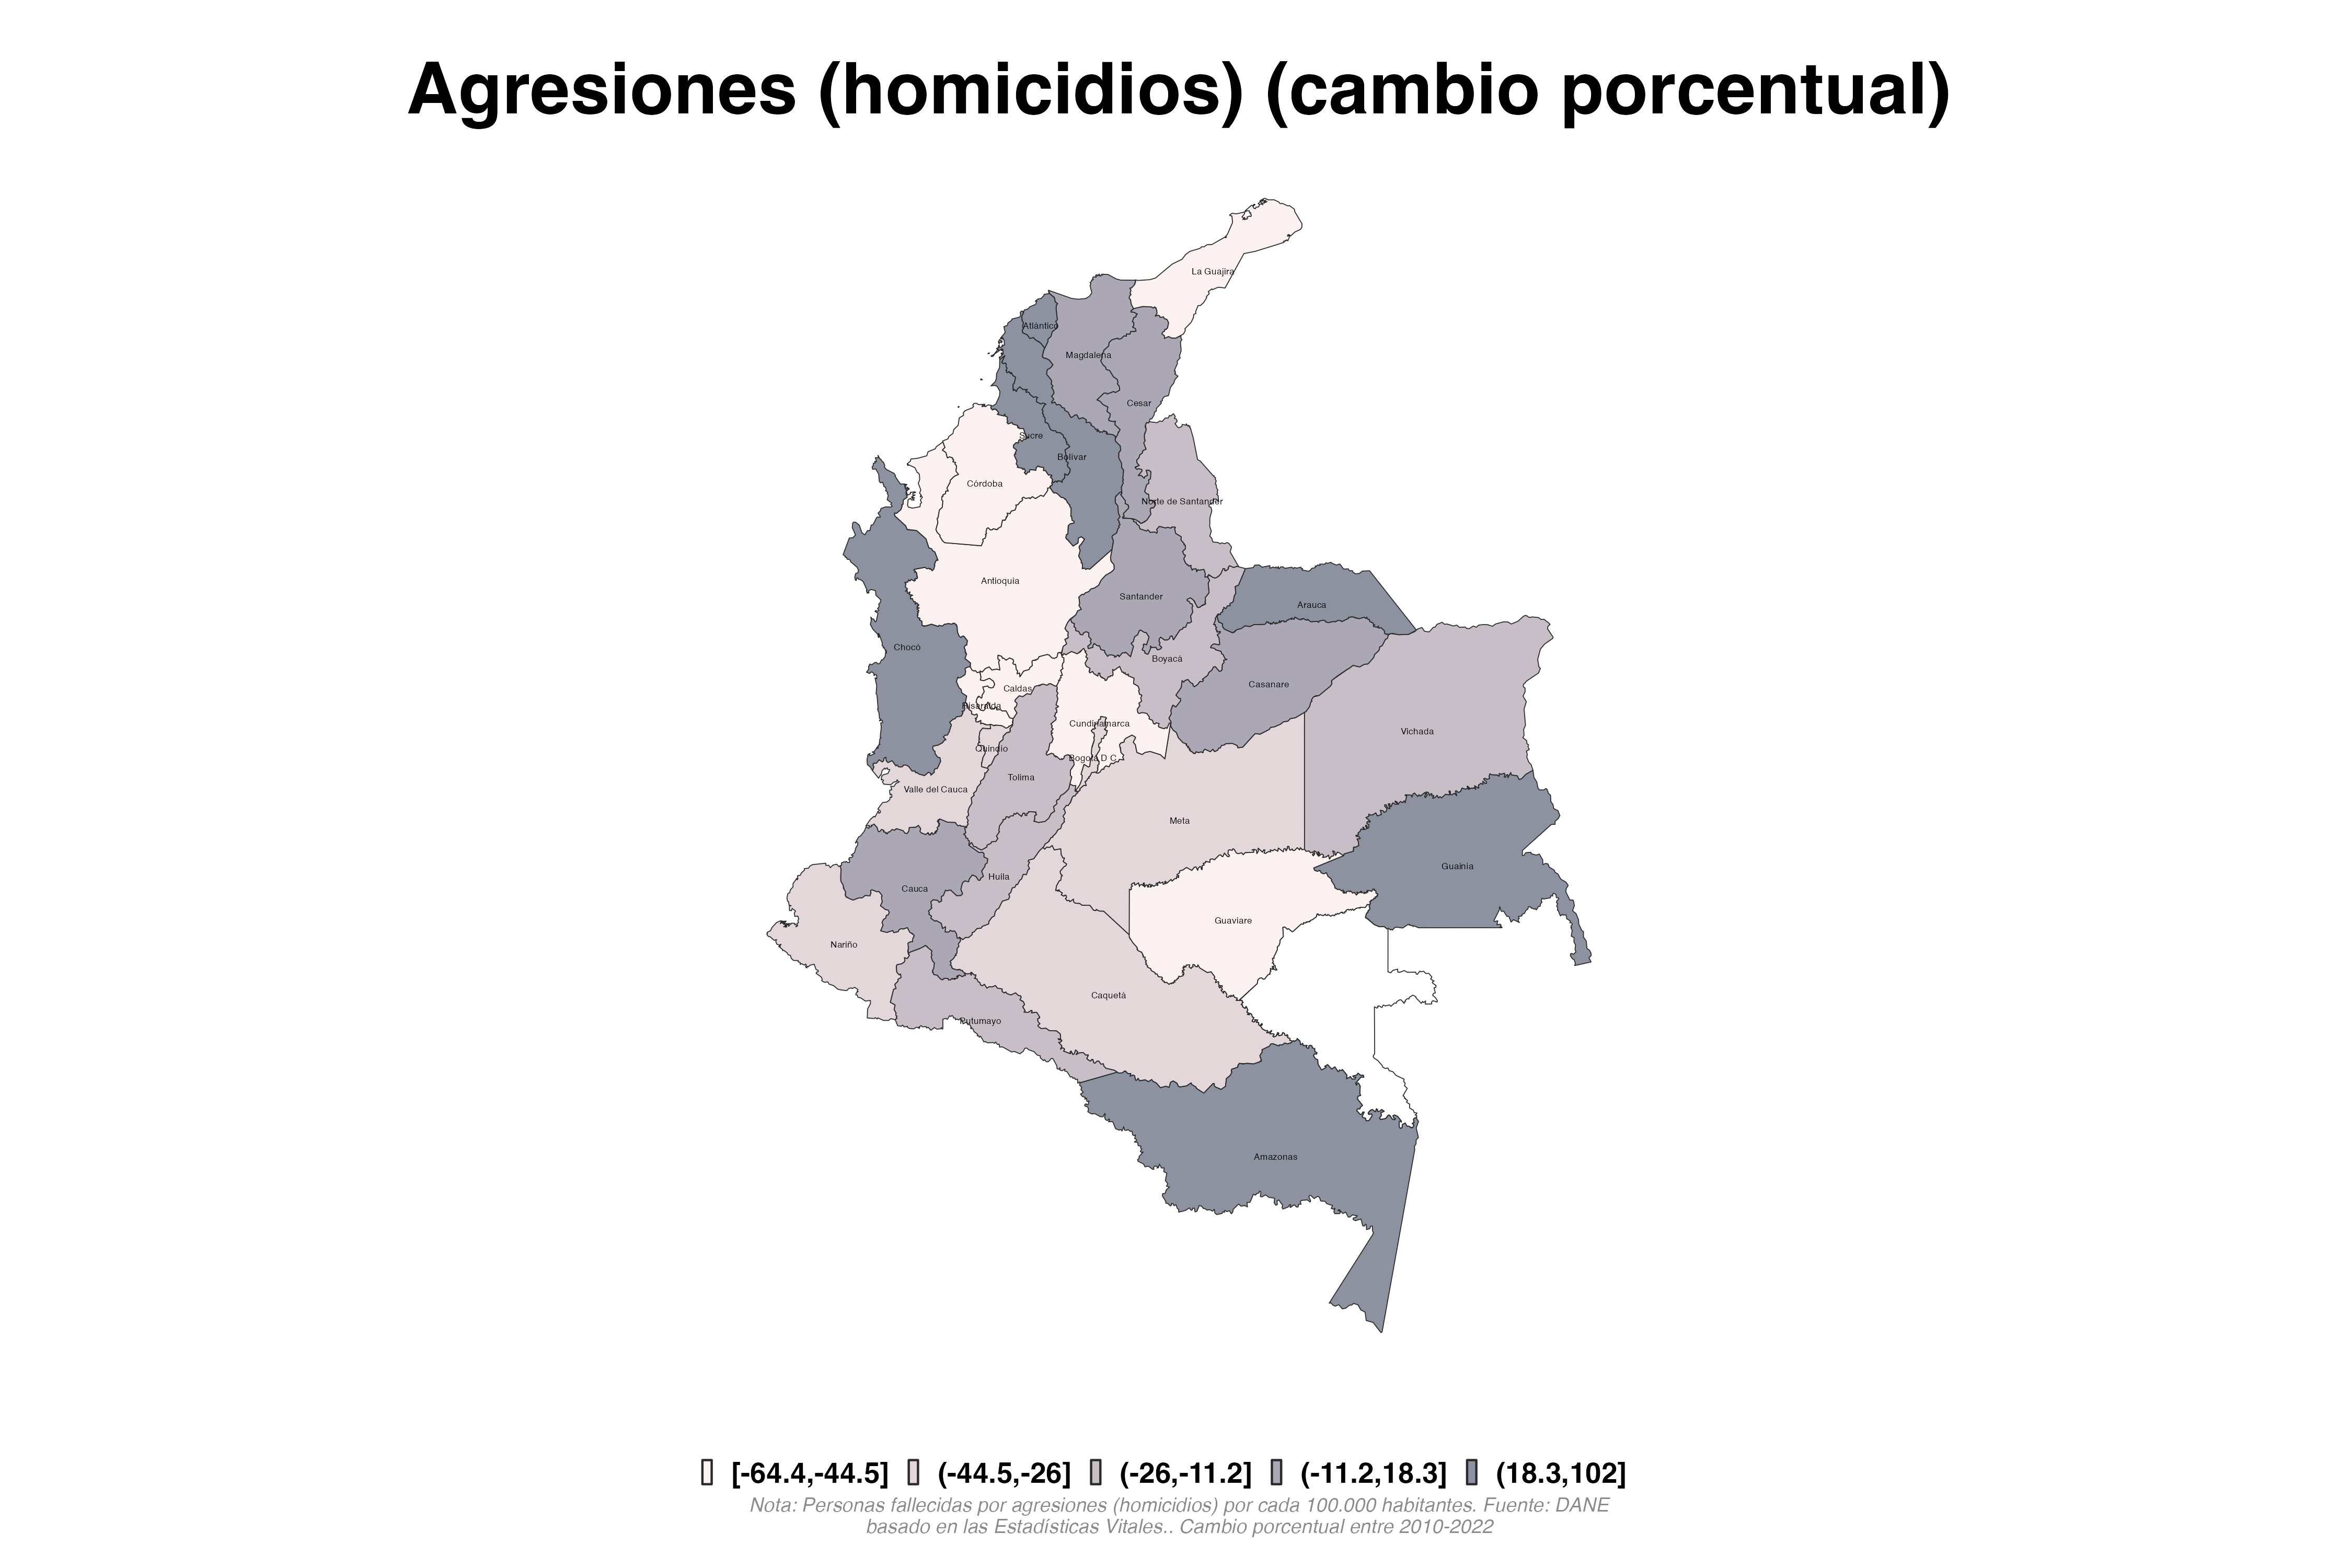 Agresiones (homicidios) (cambio porcentual)
La Guajira
Atlántico
Magdalena
Cesar
Sucre
Bolívar
Córdoba
Norte de Santander
Antioquia
Santander
Arauca
Chocó
Boyacá
Casanare
Caldas
Risaralda
Cundinamarca
Vichada
Quindío
Bogotá D C
Tolima
Valle del Cauca
Meta
Guainía
Huila
Cauca
Guaviare
Nariño
Caquetá
Putumayo
Amazonas
[-64.4,-44.5] (-44.5,-26] (-26,-11.2] (-11.2,18.3] (18.3,102]
Nota: Personas fallecidas por agresiones (homicidios) por cada 100.000 habitantes. Fuente: DANE
basado en las Estadísticas Vitales.. Cambio porcentual entre 2010-2022